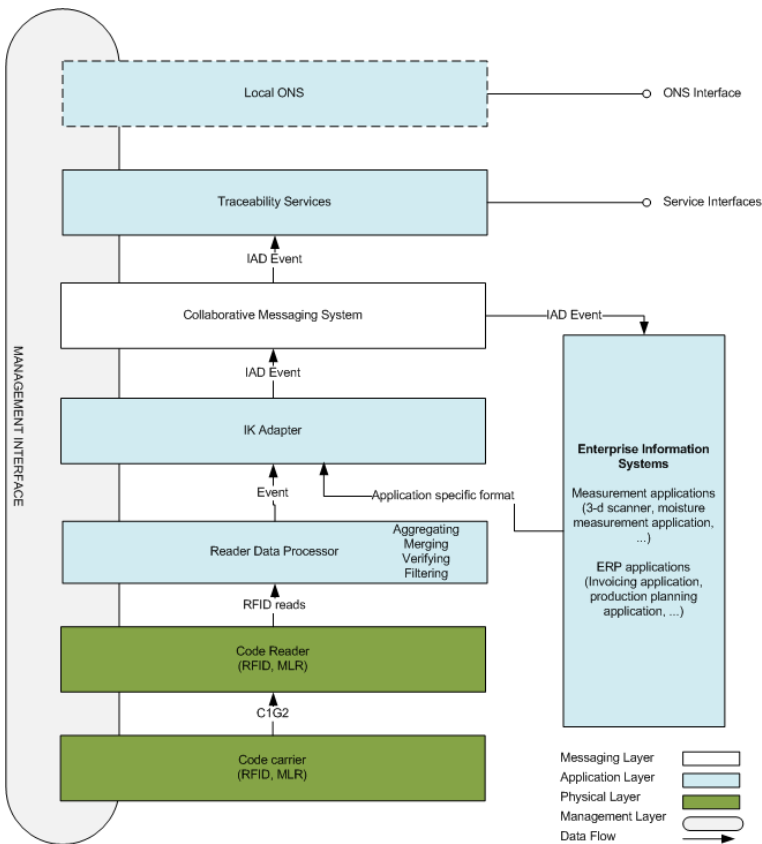 Local ONS
ONS Interface
Traceability Services
Service Interfaces
IAD Event
Collaborative Messaging System
IAD Event
IAD Event
IK Adapter
MANAGEMENT INTERFACE
Enterprise Information
Systems
Measurement applications
(3-d scanner, moisture
measurement application,
...)
ERP applications
(Invoicing application,
production planning
application, ...)
Event
Application specific format
Reader Data Processor
Aggregating
Merging
Verifying
Filtering
RFID reads
Code Reader
(RFID, MLR)
C1G2
Code carrier
(RFID, MLR)
Messaging Layer
Application Layer
Physical Layer
Management Layer
Data Flow